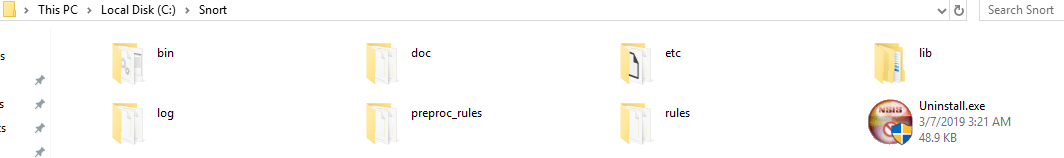 This PC > Local Disk (C:) > Snort
Search Snort
bin
doc
etc
lib
log
preproc_rules
rules
Uninstall.exe
3/7/2019 3:21 AM
48.9 KB